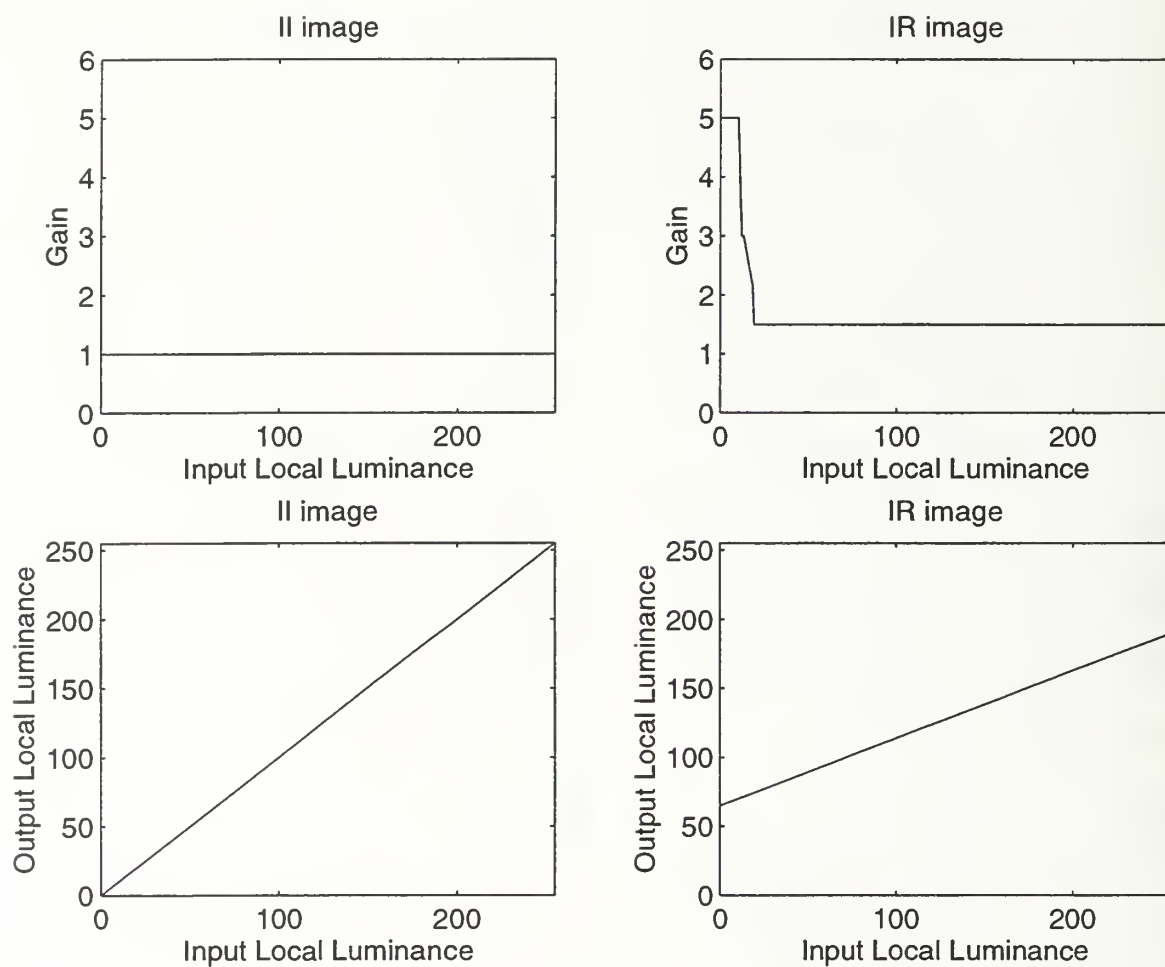 II image
6
5
4
3
2
1
0
Gain
0 100 200
Input Local Luminance
IR image
6
5
4
3
2
1
0
Gain
0 100 200
Input Local Luminance
II image
250
200
150
100
50
0
Output Local Luminance
0 100 200
Input Local Luminance
IR image
250
200
150
100
50
0
Output Local Luminance
0 100 200
Input Local Luminance